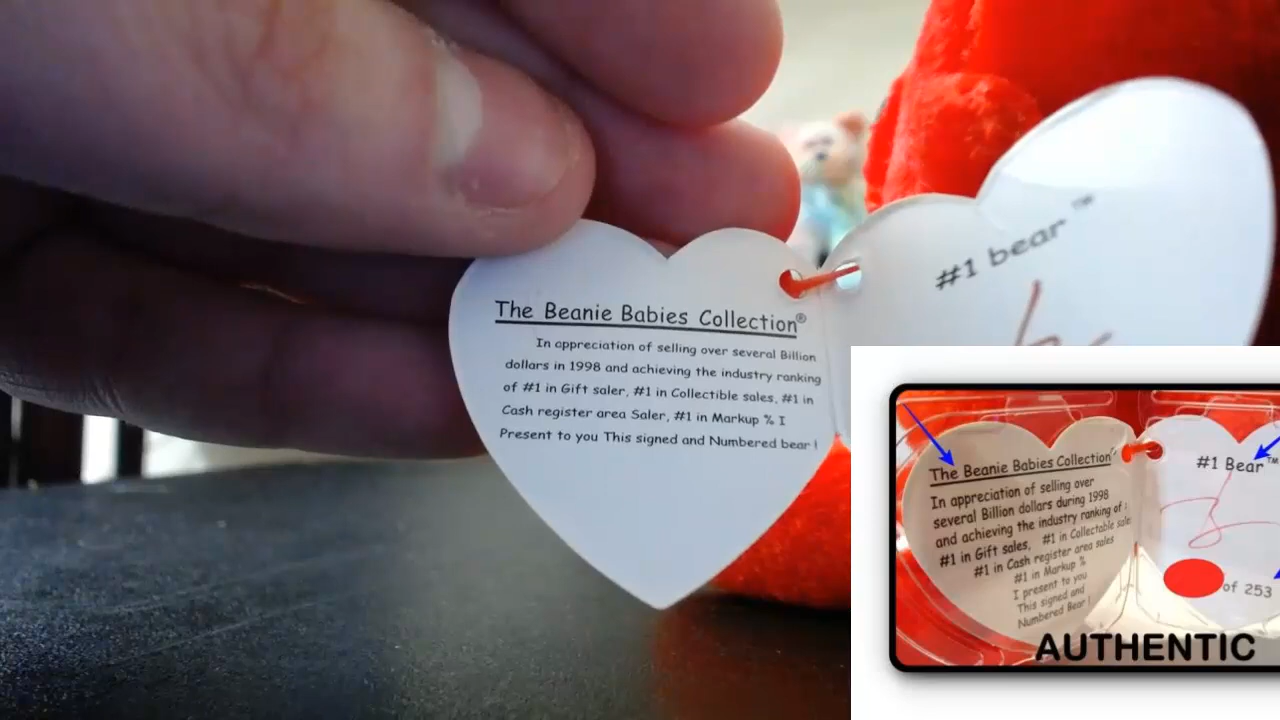 The Beanie Babies Collection®
In appreciation of selling over several Billion
dollars in 1998 and achieving the industry ranking
of #1 in Gift saler, #1 in Collectible sales, #1 in
Cash register area Saler, #1 in Markup % I
Present to you This signed and Numbered bear !
#1 bear ™
The Beanie Babies Collection
In appreciation of selling over
several Billion dollars during 1998
and achieving the industry ranking of :
#1 in Gift sales, #1 in Collectable sales
#1 in Cash register area sales
#1 in Markup %
I present to you
This signed and
Numbered Bear !
#1 Bear™
of 253
AUTHENTIC